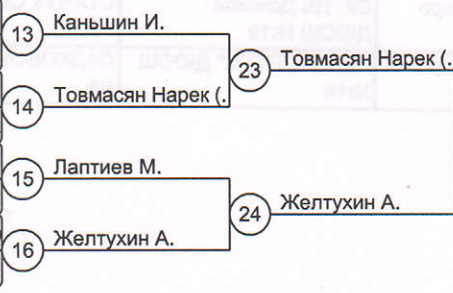 13 Каньшин И.
23 Товмасян Нарек (.
14 Товмасян Нарек (.
15 Лаптиев М.
24 Желтухин А.
16 Желтухин А.